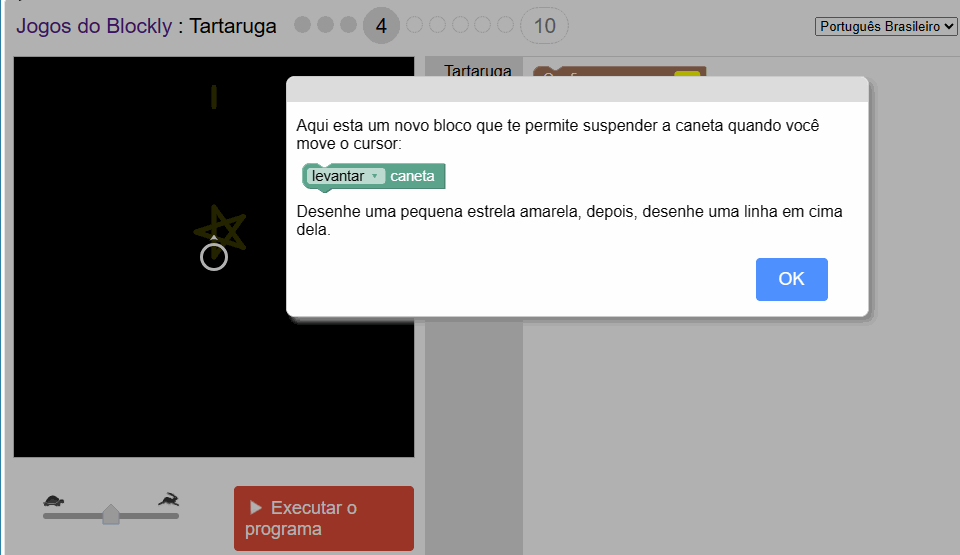 Jogos do Blockly : Tartaruga 4 10 Português Brasileiro
Tartaruga
Aqui esta um novo bloco que te permite suspender a caneta quando você
move o cursor:
levantar caneta
Desenhe uma pequena estrela amarela, depois, desenhe uma linha em cima
dela.
OK
Executar o
programa